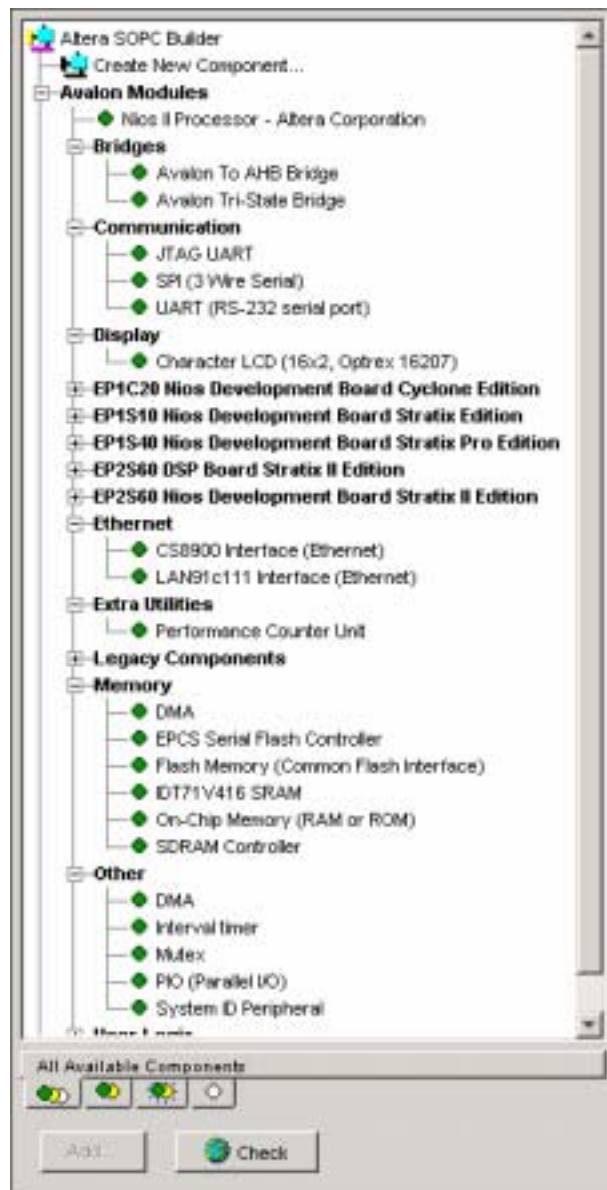 Altera SOPC Builder
Create New Component...
Avalon Modules
Nios II Processor - Altera Corporation
Bridges
Avalon To AHB Bridge
Avalon Tri-State Bridge
Communication
JTAG UART
SPI (3 Wire Serial)
UART (RS-232 serial port)
Display
Character LCD (16x2, Optrex 16207)
EP1C20 Nios Development Board Cyclone Edition
EP1S10 Nios Development Board Stratix Edition
EP1S40 Nios Development Board Stratix Pro Edition
EP2S60 DSP Board Stratix II Edition
EP2S60 Nios Development Board Stratix II Edition
Ethernet
CS8900 Interface (Ethernet)
LAN91c111 Interface (Ethernet)
Extra Utilities
Performance Counter Unit
Legacy Components
Memory
DMA
EPCS Serial Flash Controller
Flash Memory (Common Flash Interface)
IDT71V416 SRAM
On-Chip Memory (RAM or ROM)
SDRAM Controller
Other
DMA
Interval timer
Mutex
PIO (Parallel I/O)
System ID Peripheral
User Logic
All Available Components
Add...
Check